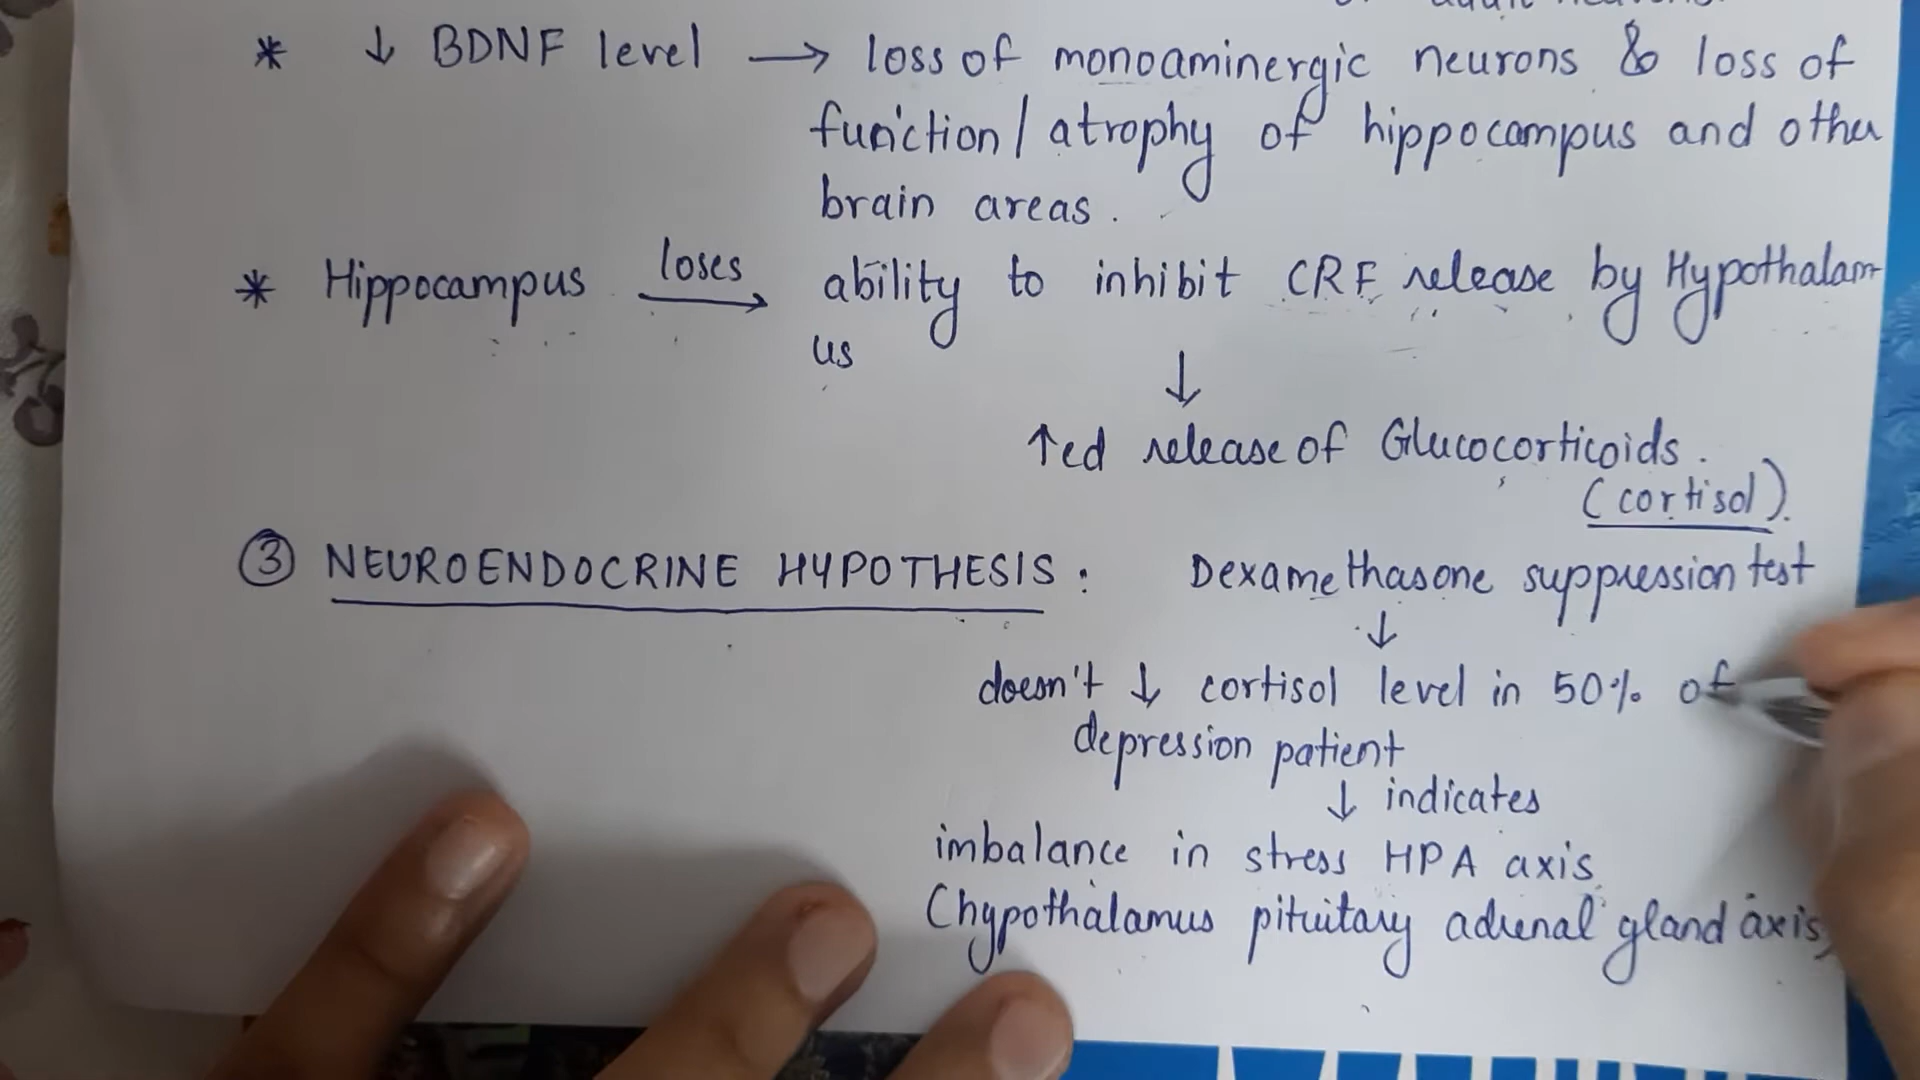 * ↓ BDNF level → loss of monoaminergic neurons & loss of
function/atrophy of hippocampus and other
brain areas.
* Hippocampus loses → ability to inhibit CRF release by Hypothalam
us
↓
↑ed release of Glucocorticoids.
(cortisol).
③ NEUROENDOCRINE HYPOTHESIS : Dexamethasone suppression test
↓
doesn't ↓ cortisol level in 50% of
depression patient
↓ indicates
imbalance in stress HPA axis
(hypothalamus pituitary adrenal gland axis)